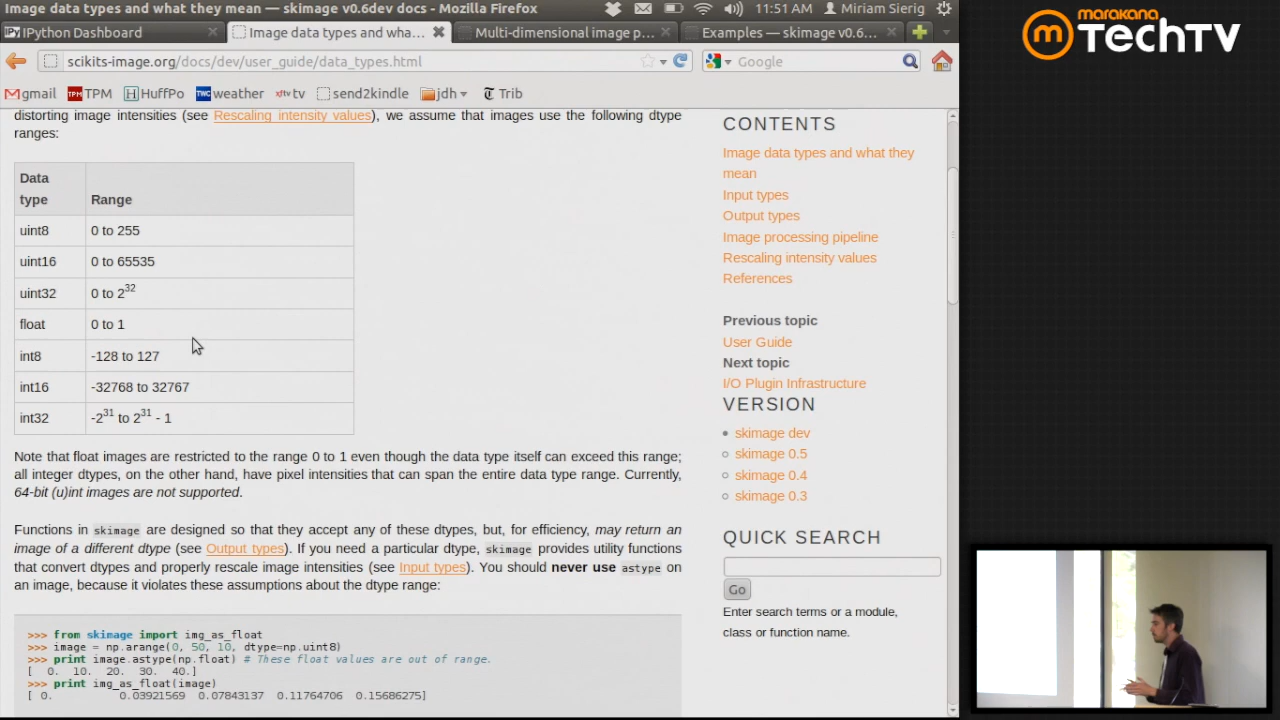 Image data types and what they mean — skimage v0.6dev docs - Mozilla Firefox
11:51 AM
Miriam Sierig
IPython Dashboard
Image data types and wha...
Multi-dimensional image p...
Examples — skimage v0.6...
scikits-image.org/docs/dev/user_guide/data_types.html
Google
gmail
TPM
HuffPo
weather
tv
send2kindle
jdh
Trib
distorting image intensities (see Rescaling intensity values), we assume that images use the following dtype
ranges:
Data type
Range
uint8 0 to 255
uint16 0 to 65535
uint32 0 to 2^32
float 0 to 1
int8 -128 to 127
int16 -32768 to 32767
int32 -2^31 to 2^31 - 1
Note that float images are restricted to the range 0 to 1 even though the data type itself can exceed this range;
all integer dtypes, on the other hand, have pixel intensities that can span the entire data type range. Currently,
64-bit (u)int images are not supported.
Functions in skimage are designed so that they accept any of these dtypes, but, for efficiency, may return an
image of a different dtype (see Output types). If you need a particular dtype, skimage provides utility functions
that convert dtypes and properly rescale image intensities (see Input types). You should never use astype on
an image, because it violates these assumptions about the dtype range:
>>> from skimage import img_as_float
>>> image = np.arange(0, 50, 10, dtype=np.uint8)
>>> print image.astype(np.float) # These float values are out of range.
[ 0. 10. 20. 30. 40.]
>>> print img_as_float(image)
[ 0. 0.03921569 0.07843137 0.11764706 0.15686275]
CONTENTS
Image data types and what they
mean
Input types
Output types
Image processing pipeline
Rescaling intensity values
References
Previous topic
User Guide
Next topic
I/O Plugin Infrastructure
VERSION
skimage dev
skimage 0.5
skimage 0.4
skimage 0.3
QUICK SEARCH
Go
Enter search terms or a module,
class or function name.
marakana
TechTV